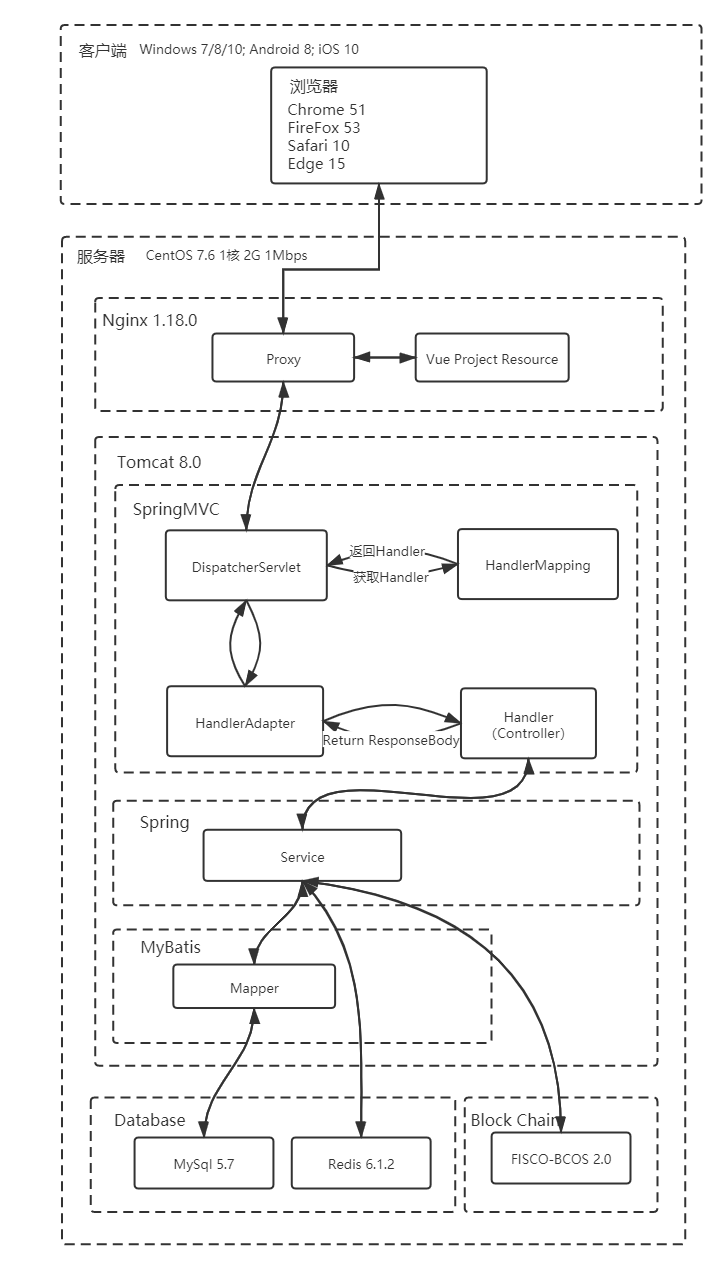 客户端 Windows 7/8/10; Android 8; iOS 10
浏览器
Chrome 51
FireFox 53
Safari 10
Edge 15
服务器 CentOS 7.6 1核 2G 1Mbps
Nginx 1.18.0
Proxy
Vue Project Resource
Tomcat 8.0
SpringMVC
DispatcherServlet
返回Handler
获取Handler
HandlerMapping
HandlerAdapter
Return ResponseBody
Handler
(Controller)
Spring
Service
MyBatis
Mapper
Database
MySql 5.7
Redis 6.1.2
Block Chain
FISCO-BCOS 2.0